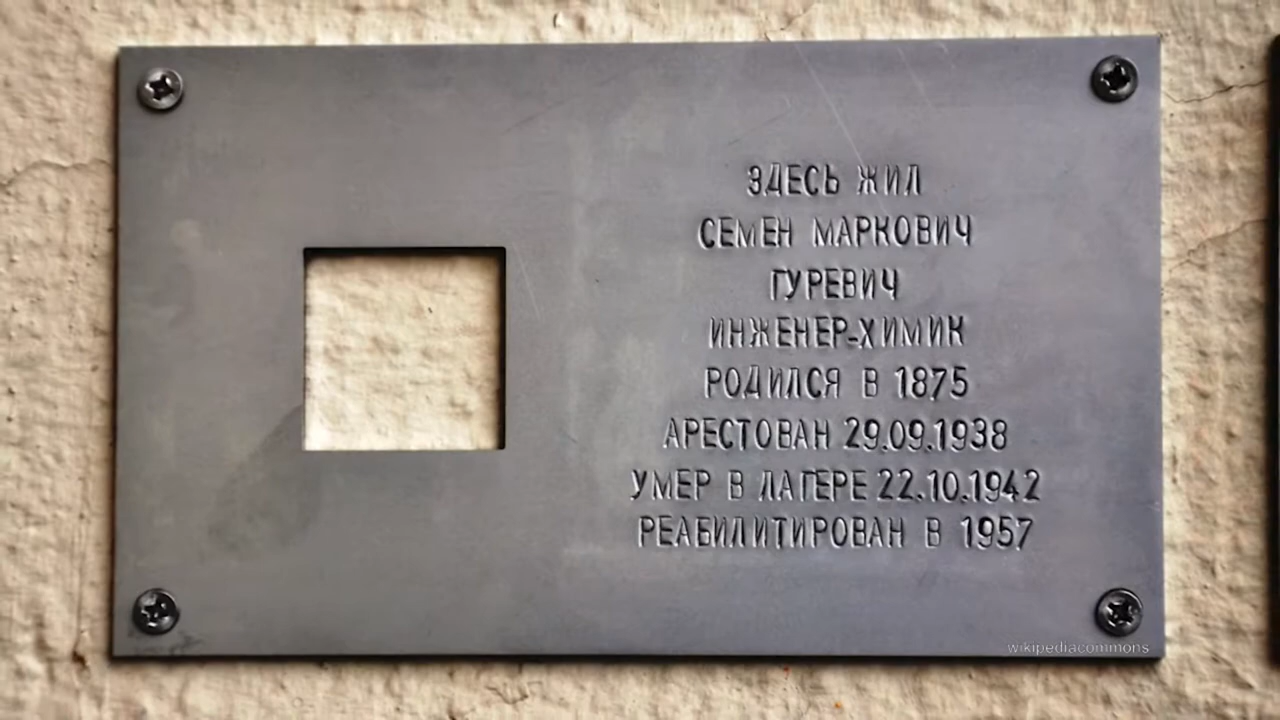 ЗДЕСЬ ЖИЛ
СЕМЕН МАРКОВИЧ
ГУРЕВИЧ
ИНЖЕНЕР-ХИМИК
РОДИЛСЯ В 1875
АРЕСТОВАН 29.09.1938
УМЕР В ЛАГЕРЕ 22.10.1942
РЕАБИЛИТИРОВАН В 1957
wikipediacommons